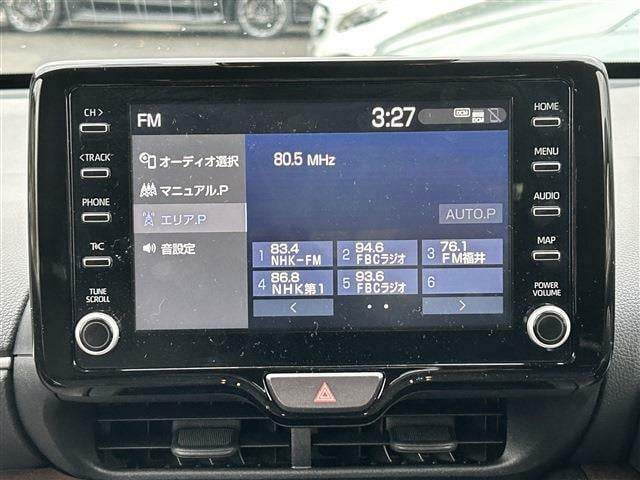 CH >
< TRACK
PHONE
T&C
TUNE
SCROLL
FM
3:27
DCM
DCM
オーディオ選択
マニュアル.P
エリア.P
音設定
80.5 MHz
AUTO.P
1 83.4 NHK-FM
2 94.6 FBCラジオ
3 76.1 FM福井
4 86.8 NHK第1
5 93.6 FBCラジオ
6
<
>
HOME
MENU
AUDIO
MAP
POWER
VOLUME